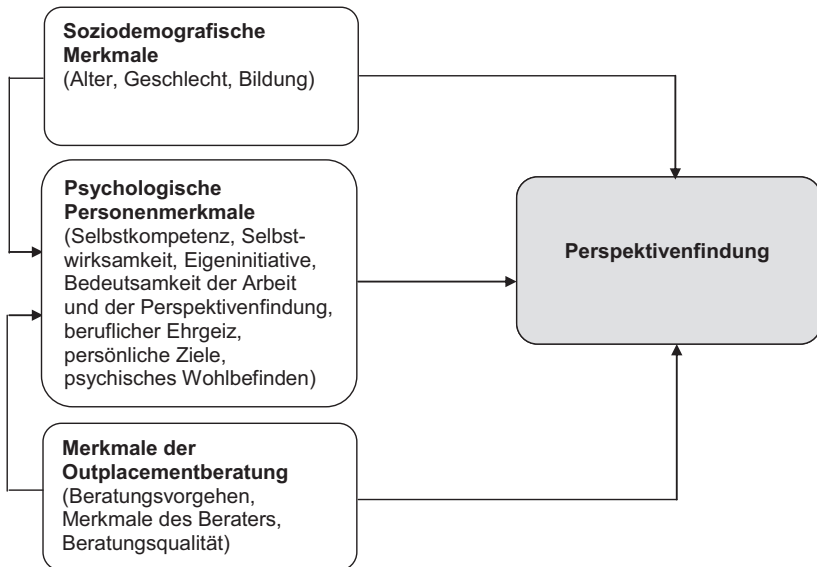 Soziodemografische
Merkmale
(Alter, Geschlecht, Bildung)
Psychologische
Personenmerkmale
(Selbstkompetenz, Selbst-
wirksamkeit, Eigeninitiative,
Bedeutsamkeit der Arbeit
und der Perspektivenfindung,
beruflicher Ehrgeiz,
persönliche Ziele,
psychisches Wohlbefinden)
Perspektivenfindung
Merkmale der
Outplacementberatung
(Beratungsvorgehen,
Merkmale des Beraters,
Beratungsqualität)